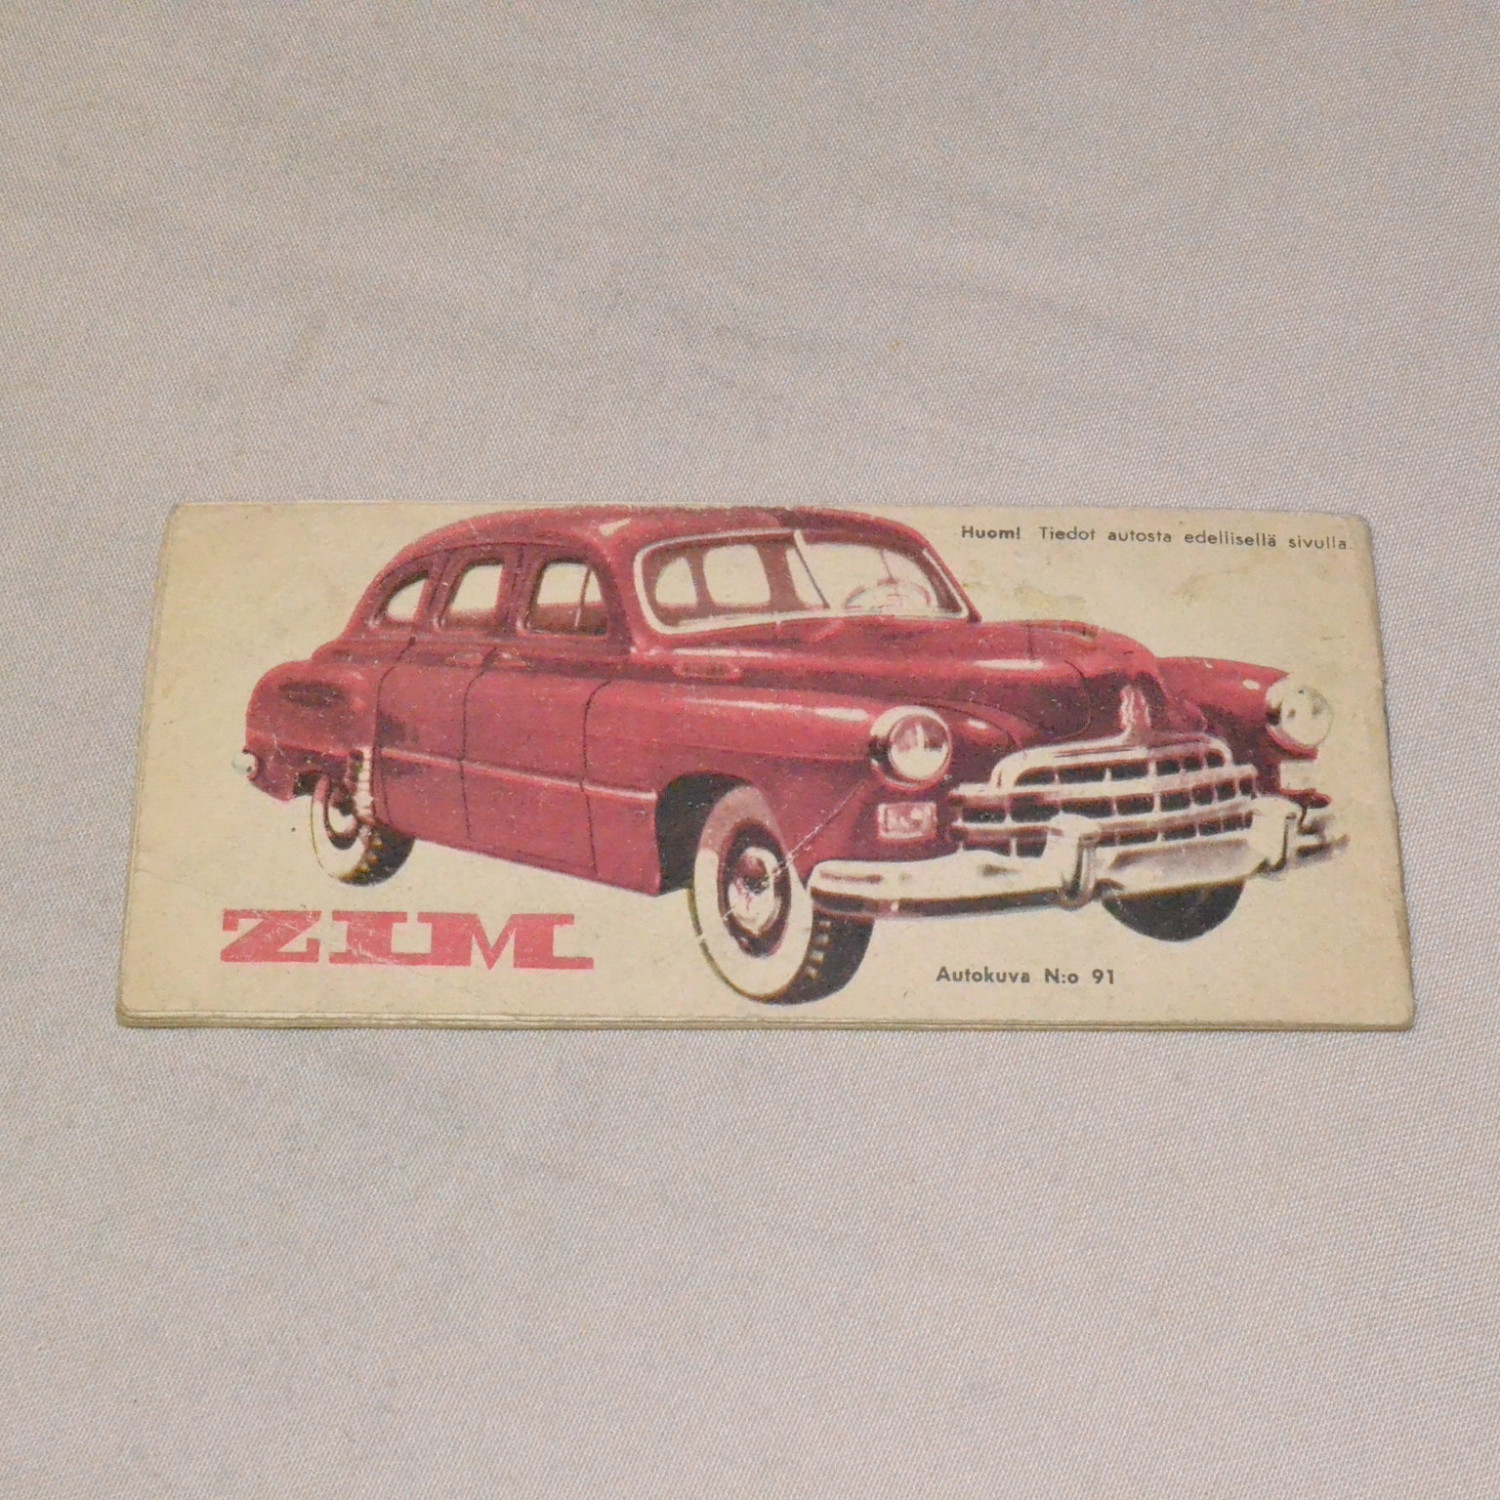 Huom! Tiedot autosta edellisellä sivulla.
ZIM
Autokuva N:o 91